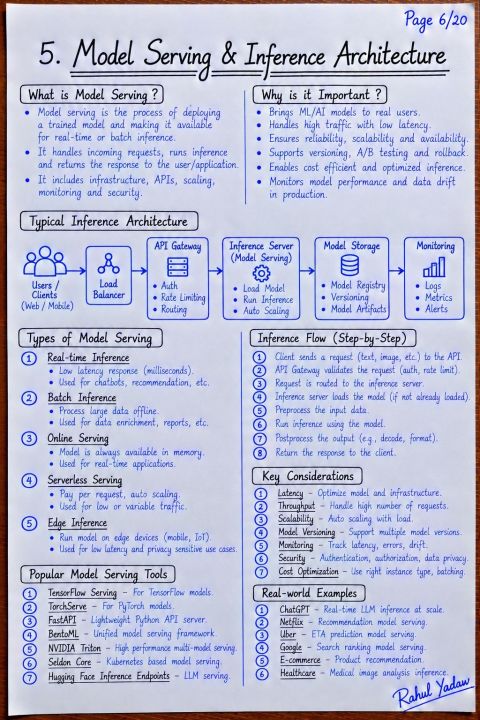 Page 6/20
5. Model Serving & Inference Architecture
What is Model Serving?
• Model serving is the process of deploying
a trained model and making it available
for real-time or batch inference.
• It handles incoming requests, runs inference
and returns the response to the user/application.
• It includes infrastructure, APIs, scaling,
monitoring and security.
Why is it Important?
• Brings ML/AI models to real users.
• Handles high traffic with low latency.
• Ensures reliability, scalability and availability.
• Supports versioning, A/B testing and rollback.
• Enables cost efficient and optimized inference.
• Monitors model performance and data drift
in production.
Typical Inference Architecture
Users /
Clients
(Web / Mobile)
Load
Balancer
API Gateway
• Auth
• Rate Limiting
• Routing
Inference Server
(Model Serving)
• Load Model
• Run Inference
• Auto Scaling
Model Storage
• Model Registry
• Versioning
• Model Artifacts
Monitoring
• Logs
• Metrics
• Alerts
Types of Model Serving
1 Real-time Inference
• Low latency response (milliseconds).
• Used for chatbots, recommendation, etc.
2 Batch Inference
• Process large data offline.
• Used for data enrichment, reports, etc.
3 Online Serving
• Model is always available in memory.
• Used for real-time applications.
4 Serverless Serving
• Pay per request, auto scaling.
• Used for low or variable traffic.
5 Edge Inference
• Run model on edge devices (mobile, IoT).
• Used for low latency and privacy sensitive use cases.
Popular Model Serving Tools
1 TensorFlow Serving - For TensorFlow models.
2 TorchServe - For PyTorch models.
3 FastAPI - Lightweight Python API server.
4 BentoML - Unified model serving framework.
5 NVIDIA Triton - High performance multi-model serving.
6 Seldon Core - Kubernetes based model serving.
7 Hugging Face Inference Endpoints - LLM serving.
Inference Flow (Step-by-Step)
1 Client sends a request (text, image, etc.) to the API.
2 API Gateway validates the request (auth, rate limit).
3 Request is routed to the inference server.
4 Inference server loads the model (if not already loaded).
5 Preprocess the input data.
6 Run inference using the model.
7 Postprocess the output (e.g., decode, format).
8 Return the response to the client.
Key Considerations
1 Latency - Optimize model and infrastructure.
2 Throughput - Handle high number of requests.
3 Scalability - Auto scaling with load.
4 Model Versioning - Support multiple model versions.
5 Monitoring - Track latency, errors, drift.
6 Security - Authentication, authorization, data privacy.
7 Cost Optimization - Use right instance type, batching.
Real-world Examples
1 ChatGPT - Real-time LLM inference at scale.
2 Netflix - Recommendation model serving.
3 Uber - ETA prediction model serving.
4 Google - Search ranking model serving.
5 E-commerce - Product recommendation.
6 Healthcare - Medical image analysis inference.
Rahul Yadav